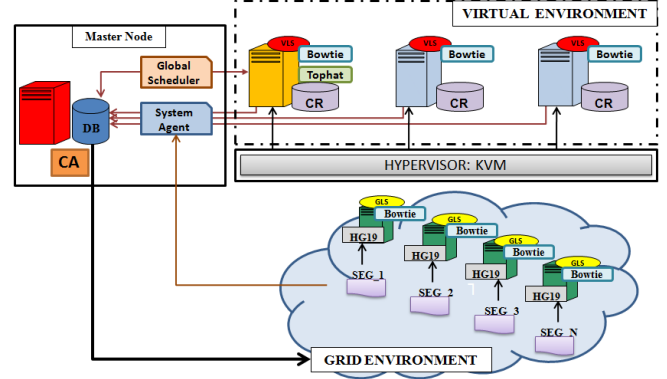 VIRTUAL ENVIRONMENT
Master Node
Global
Scheduler
System
Agent
DB
CA
VLS
Bowtie
Tophat
CR
VLS
Bowtie
CR
VLS
Bowtie
CR
HYPERVISOR: KVM
GLS
Bowtie
HG19
SEG_1
GLS
Bowtie
HG19
SEG_2
GLS
Bowtie
HG19
SEG_3
GLS
Bowtie
HG19
SEG_N
GRID ENVIRONMENT